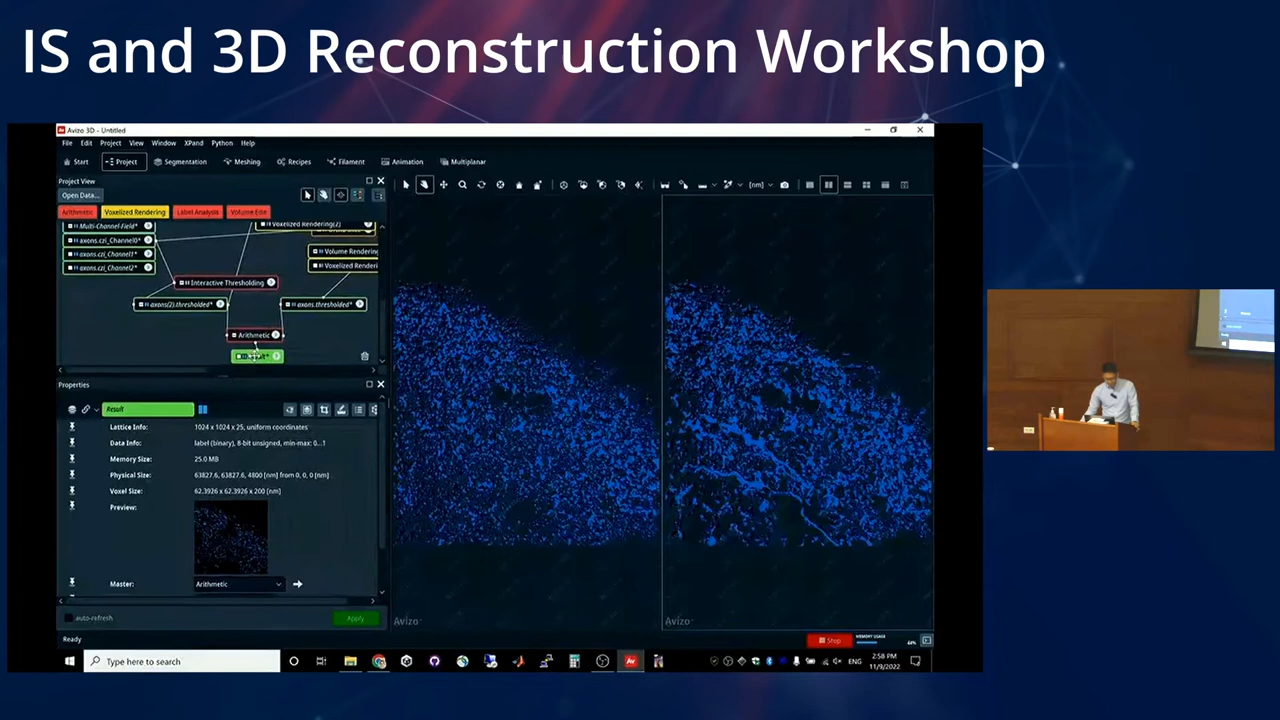 IS and 3D Reconstruction Workshop
Avizo 3D - Untitled
File Edit Project View Window XPand Python Help
Start Project Segmentation Meshing Recipes Filament Animation Multiplanar
Project View
Open Data...
[nm]
Arithmetic Voxelized Rendering Label Analysis Volume Edit
Multi-Channel-Field*
Voxelized Rendering(2)
axons.czi_Channel0*
axons.czi_Channel1*
Volume Rendering
axons.czi_Channel2*
Voxelized Renderi
Interactive Thresholding
axons(2).thresholded*
axons.thresholded*
Arithmetic
Properties
Result
Lattice Info: 1024 x 1024 x 25, uniform coordinates
Data Info: label (binary), 8-bit unsigned, min-max: 0...1
Memory Size: 25.0 MB
Physical Size: 63827.6, 63827.6, 4800 [nm] from 0, 0, 0 [nm]
Voxel Size: 62.3926 x 62.3926 x 200 [nm]
Preview:
Master: Arithmetic
auto-refresh
Apply
Avizo
Avizo
Ready
Stop
MEMORY USAGE
44%
Type here to search
ENG
2:58 PM
11/9/2022